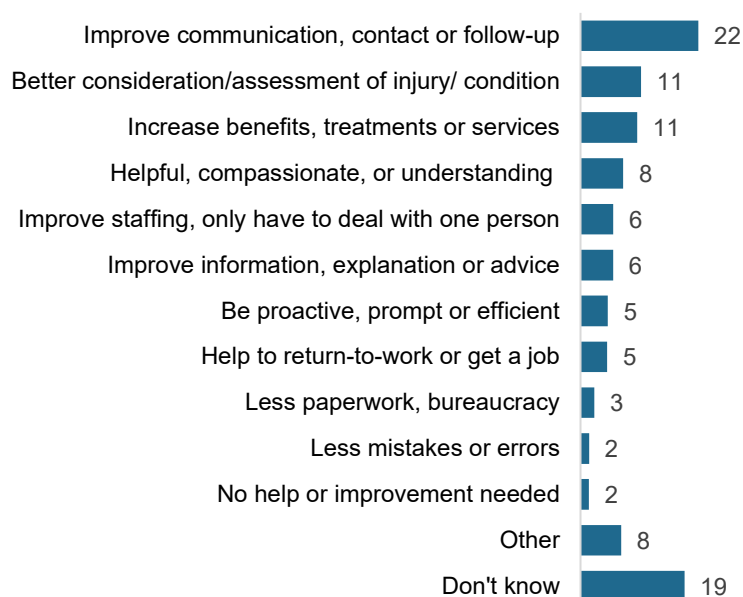 Improve communication, contact or follow-up 22
Better consideration/assessment of injury/ condition 11
Increase benefits, treatments or services 11
Helpful, compassionate, or understanding 8
Improve staffing, only have to deal with one person 6
Improve information, explanation or advice 6
Be proactive, prompt or efficient 5
Help to return-to-work or get a job 5
Less paperwork, bureaucracy 3
Less mistakes or errors 2
No help or improvement needed 2
Other 8
Don't know 19